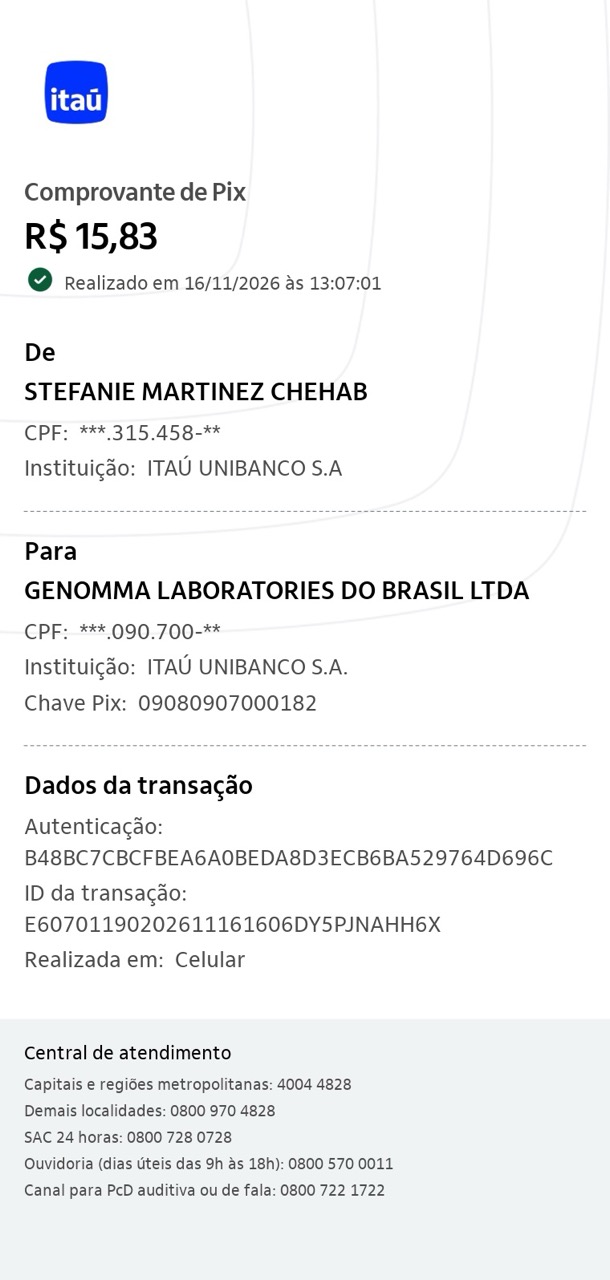 itaú
Comprovante de Pix
R$ 15,83
Realizado em 16/11/2026 às 13:07:01
De
STEFANIE MARTINEZ CHEHAB
CPF: ***.315.458-**
Instituição: ITAÚ UNIBANCO S.A
Para
GENOMMA LABORATORIES DO BRASIL LTDA
CPF: ***.090.700-**
Instituição: ITAÚ UNIBANCO S.A.
Chave Pix: 09080907000182
Dados da transação
Autenticação:
B48BC7CBCFBEA6A0BEDA8D3ECB6BA529764D696C
ID da transação:
E60701190202611161606DY5PJNAHH6X
Realizada em: Celular
Central de atendimento
Capitais e regiões metropolitanas: 4004 4828
Demais localidades: 0800 970 4828
SAC 24 horas: 0800 728 0728
Ouvidoria (dias úteis das 9h às 18h): 0800 570 0011
Canal para PcD auditiva ou de fala: 0800 722 1722